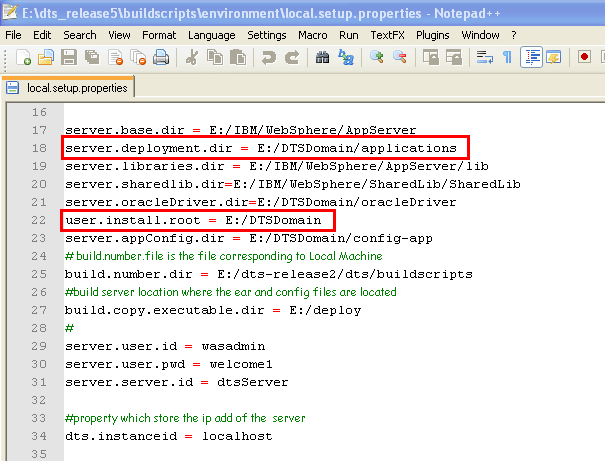 E:\dts_release5\buildscripts\environment\local.setup.properties - Notepad++
File Edit Search View Format Language Settings Macro Run TextFX Plugins Window ?
local.setup.properties
16
17 server.base.dir = E:/IBM/WebSphere/AppServer
18 server.deployment.dir = E:/DTSDomain/applications
19 server.libraries.dir = E:/IBM/WebSphere/AppServer/lib
20 server.sharedlib.dir=E:/IBM/WebSphere/SharedLib/SharedLib
21 server.oracleDriver.dir=E:/DTSDomain/oracleDriver
22 user.install.root = E:/DTSDomain
23 server.appConfig.dir = E:/DTSDomain/config-app
24 # build.number.file is the file corresponding to Local Machine
25 build.number.dir = E:/dts-release2/dts/buildscripts
26 #build server location where the ear and config files are located
27 build.copy.executable.dir = E:/deploy
28 #
29 server.user.id = wasadmin
30 server.user.pwd = welcome1
31 server.server.id = dtsServer
32
33 #property which store the ip add of the server
34 dts.instanceid = localhost
35